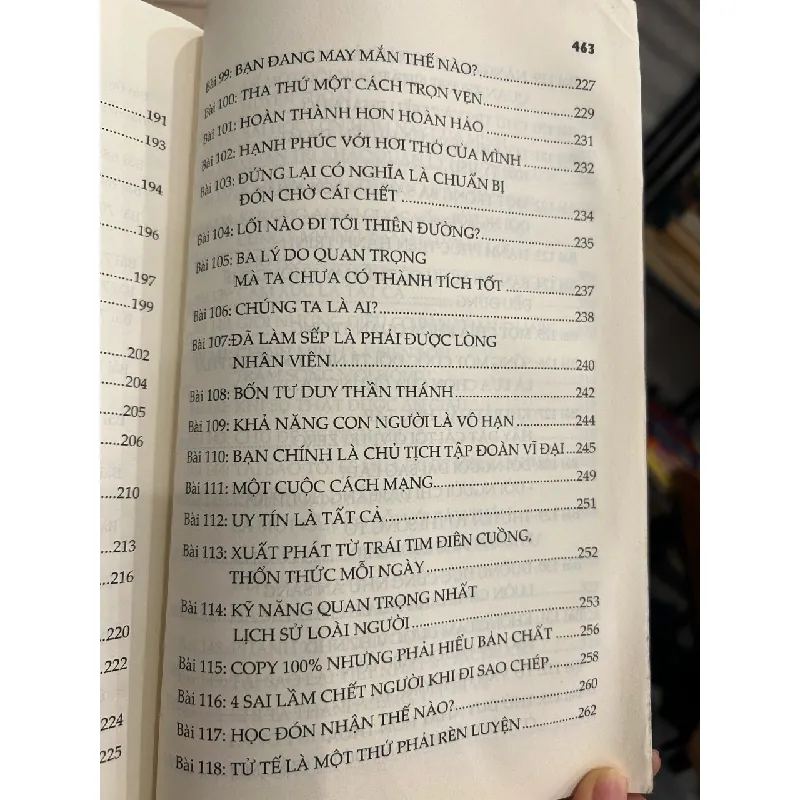 191
193
194
196
197
199
202
204
205
206
210
213
216
220
222
224
225
463
Bài 99: BẠN ĐANG MAY MẮN THẾ NÀO?....227
Bài 100: THA THỨ MỘT CÁCH TRỌN VẸN....229
Bài 101: HOÀN THÀNH HƠN HOÀN HẢO....231
Bài 102: HẠNH PHÚC VỚI HƠI THỞ CỦA MÌNH....232
Bài 103: ĐỨNG LẠI CÓ NGHĨA LÀ CHUẨN BỊ
ĐÓN CHỜ CÁI CHẾT....234
Bài 104: LỐI NÀO ĐI TỚI THIÊN ĐƯỜNG?....235
Bài 105: BA LÝ DO QUAN TRỌNG
MÀ TA CHƯA CÓ THÀNH TÍCH TỐT....237
Bài 106: CHÚNG TA LÀ AI?....238
Bài 107:ĐÃ LÀM SẾP LÀ PHẢI ĐƯỢC LÒNG
NHÂN VIÊN....240
Bài 108: BỐN TƯ DUY THẦN THÁNH....242
Bài 109: KHẢ NĂNG CON NGƯỜI LÀ VÔ HẠN....244
Bài 110: BẠN CHÍNH LÀ CHỦ TỊCH TẬP ĐOÀN VĨ ĐẠI...245
Bài 111: MỘT CUỘC CÁCH MẠNG....249
Bài 112: UY TÍN LÀ TẤT CẢ....251
Bài 113: XUẤT PHÁT TỪ TRÁI TIM ĐIÊN CUỒNG,
THỔN THỨC MỖI NGÀY....252
Bài 114: KỸ NĂNG QUAN TRỌNG NHẤT
LỊCH SỬ LOÀI NGƯỜI....253
Bài 115: COPY 100% NHƯNG PHẢI HIỂU BẢN CHẤT....256
Bài 116: 4 SAI LẦM CHẾT NGƯỜI KHI ĐI SAO CHÉP....258
Bài 117: HỌC ĐÓN NHẬN THẾ NÀO?....260
Bài 118: TỬ TẾ LÀ MỘT THỨ PHẢI RÈN LUYỆN....262